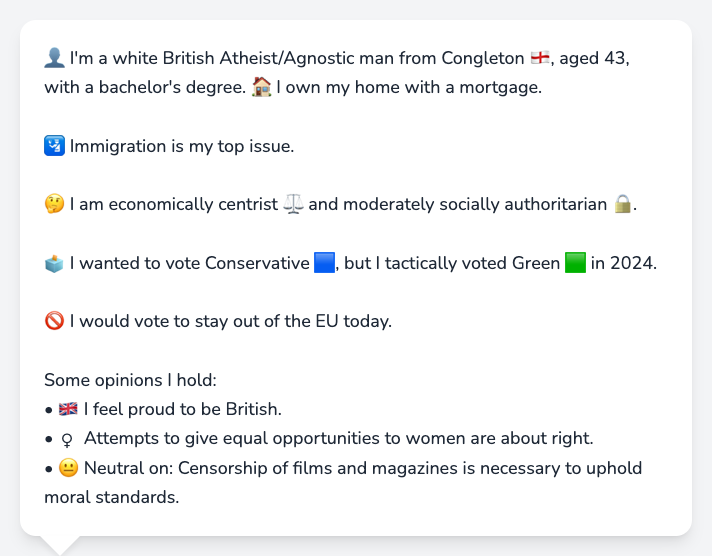 👤 I'm a white British Atheist/Agnostic man from Congleton 🏴󠁧󠁢󠁥󠁮󠁧󠁿, aged 43,
with a bachelor's degree. 🏠 I own my home with a mortgage.
🛂 Immigration is my top issue.
🤔 I am economically centrist ⚖️ and moderately socially authoritarian 🔒.
🗳️ I wanted to vote Conservative 🟦, but I tactically voted Green 🟩 in 2024.
🚫 I would vote to stay out of the EU today.
Some opinions I hold:
• 🇬🇧 I feel proud to be British.
• ♀ Attempts to give equal opportunities to women are about right.
• 😐 Neutral on: Censorship of films and magazines is necessary to uphold
moral standards.